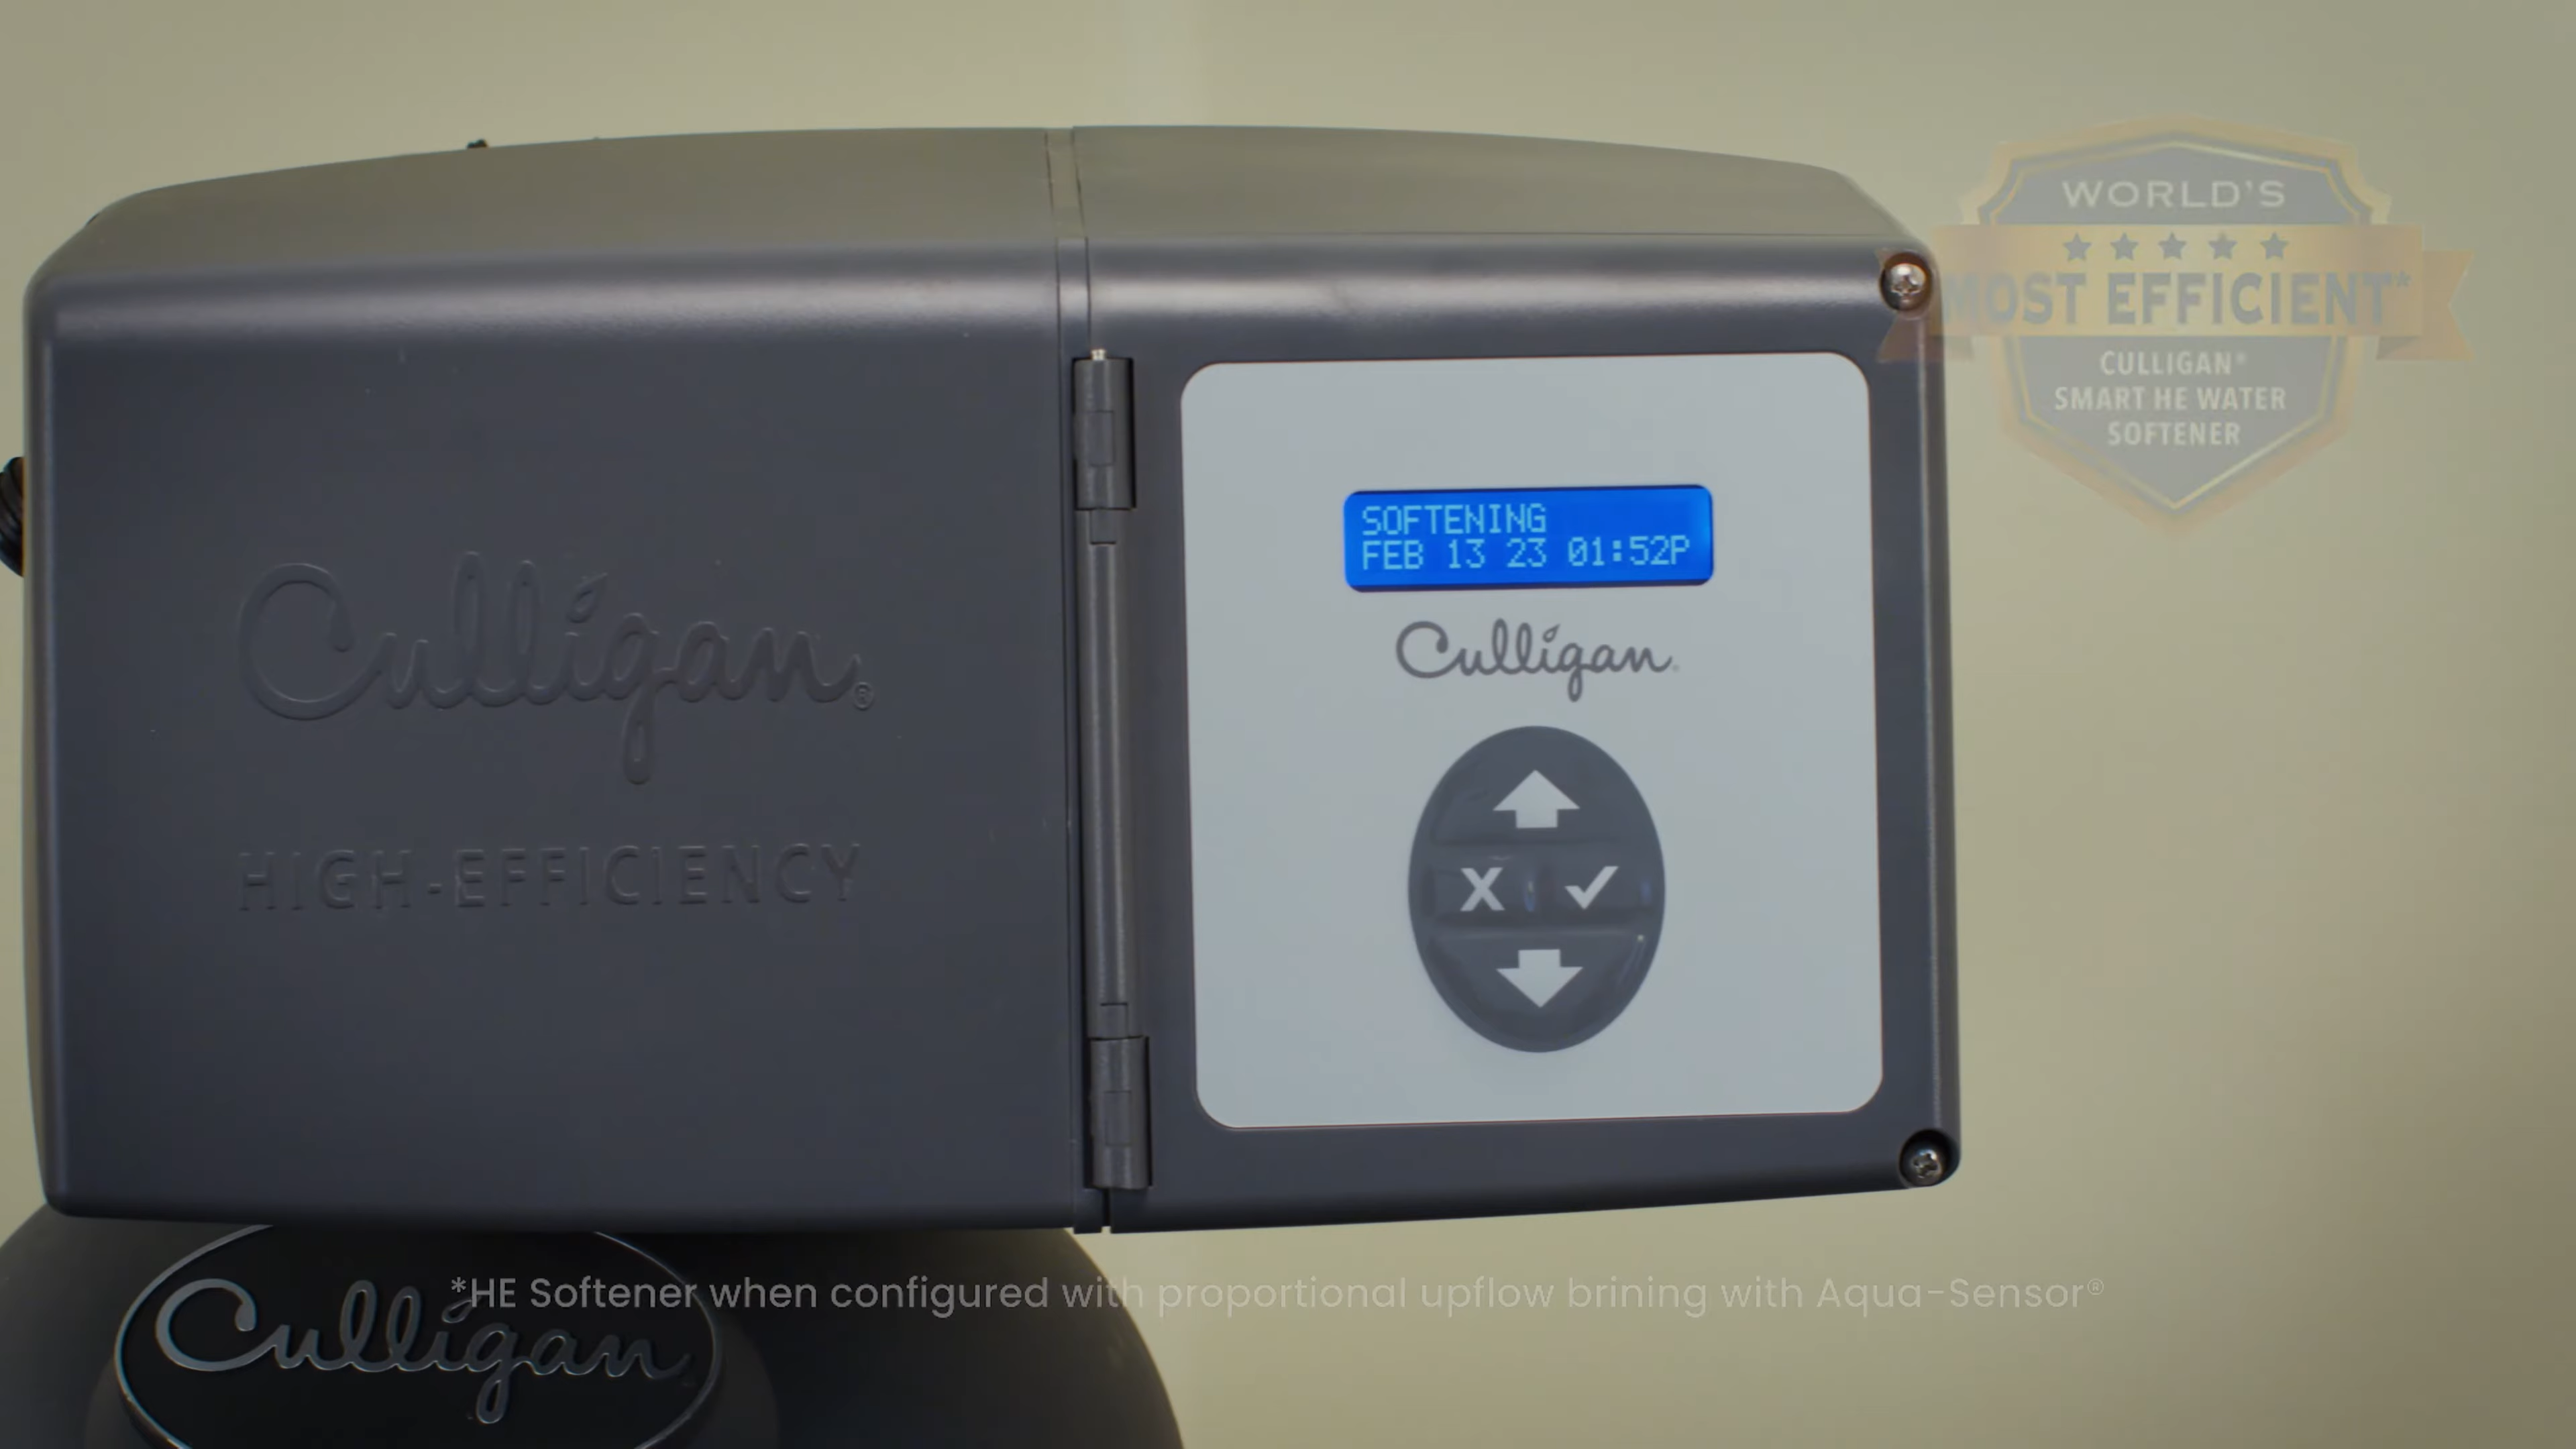 WORLD'S
MOST EFFICIENT*
CULLIGAN®
SMART HE WATER
SOFTENER
SOFTENING
FEB 13 23 01:52P
Culligan
Culligan®
HIGH-EFFICIENCY
X
*HE Softener when configured with proportional upflow brining with Aqua-Sensor®
Culligan